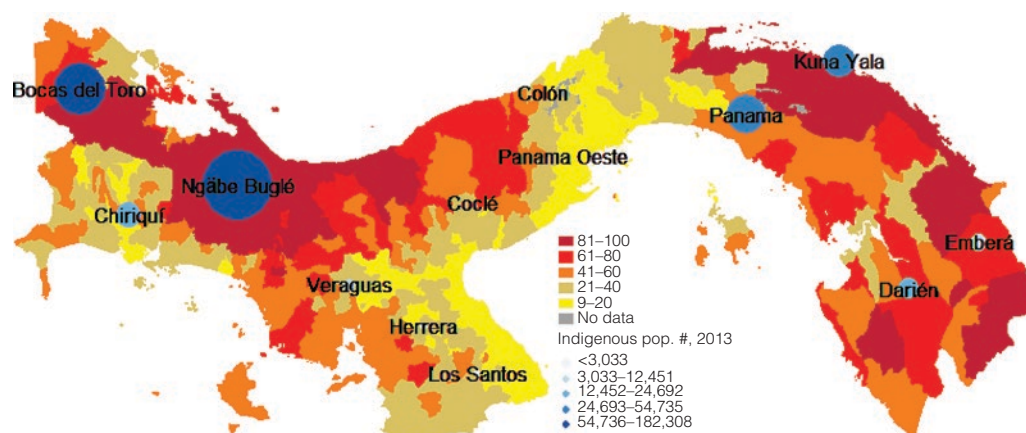 Bocas del Toro
Kuna Yala
Colón
Panama
Panama Oeste
Ngäbe Buglé
Coclé
Chiriquí
Emberá
Veraguas
Darién
Herrera
Los Santos
81–100
61–80
41–60
21–40
9–20
No data
Indigenous pop. #, 2013
<3,033
3,033–12,451
12,452–24,692
24,693–54,735
54,736–182,308